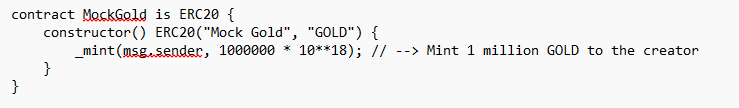 contract MockGold is ERC20 {
    constructor() ERC20("Mock Gold", "GOLD") {
        _mint(msg.sender, 1000000 * 10**18); // --> Mint 1 million GOLD to the creator
    }
}